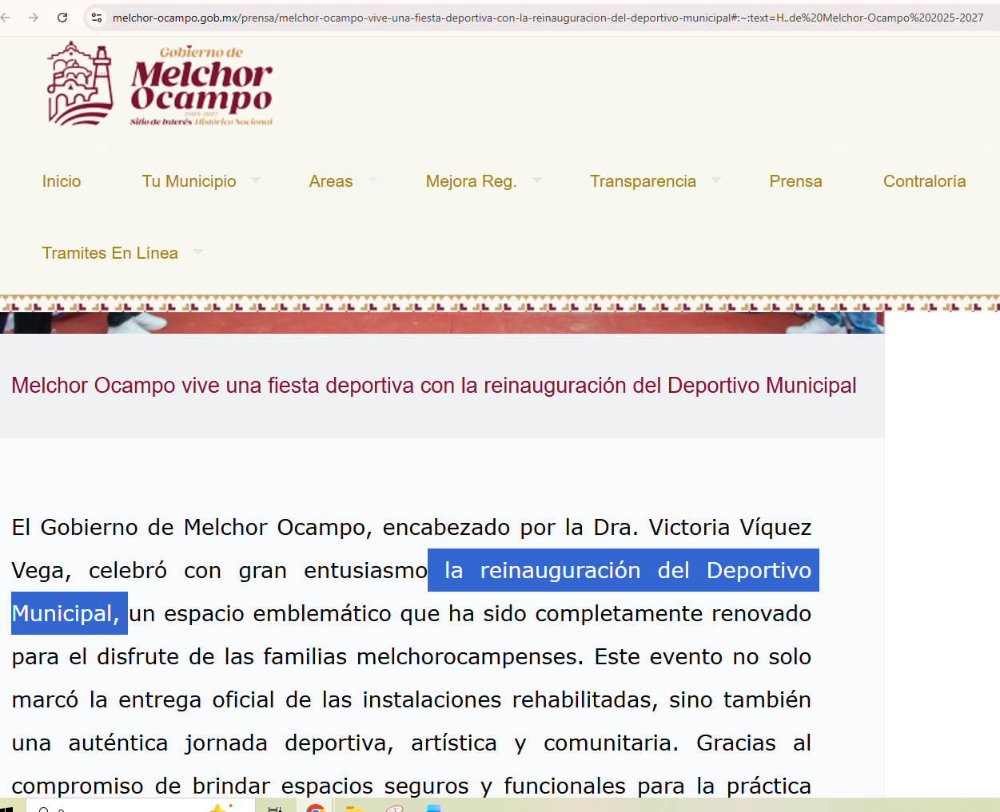 melchor-ocampo.gob.mx/prensa/melchor-ocampo-vive-una-fiesta-deportiva-con-la-reinauguracion-del-deportivo-municipal#:~:text=H.,de%20Melchor-Ocampo%202025-2027
Gobierno de
Melchor
Ocampo
2025-2027
Sitio de Interés Histórico Nacional
Inicio Tu Municipio Areas Mejora Reg. Transparencia Prensa Contraloría
Tramites En Línea
Melchor Ocampo vive una fiesta deportiva con la reinauguración del Deportivo Municipal
El Gobierno de Melchor Ocampo, encabezado por la Dra. Victoria Víquez
Vega, celebró con gran entusiasmo la reinauguración del Deportivo
Municipal, un espacio emblemático que ha sido completamente renovado
para el disfrute de las familias melchorocampenses. Este evento no solo
marcó la entrega oficial de las instalaciones rehabilitadas, sino también
una auténtica jornada deportiva, artística y comunitaria. Gracias al
compromiso de brindar espacios seguros y funcionales para la práctica